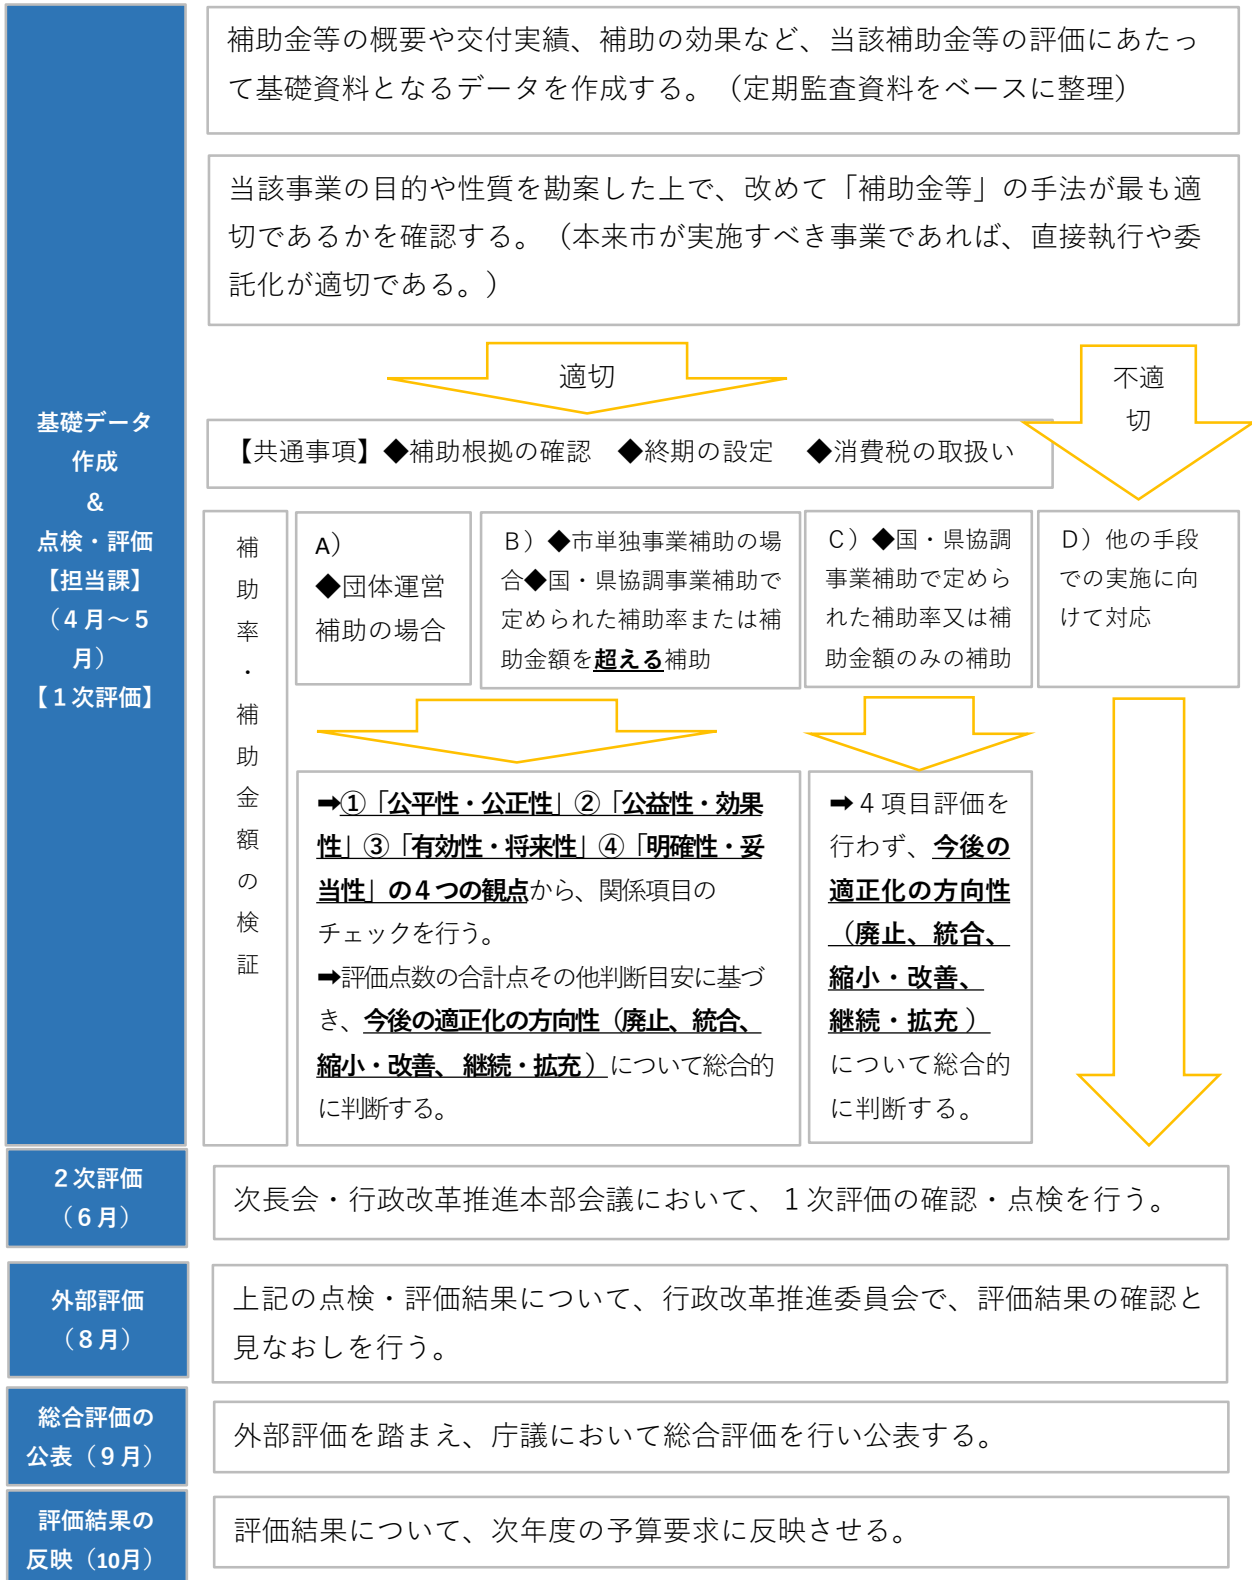 補助金等の概要や交付実績、補助の効果など、当該補助金等の評価にあたっ
て基礎資料となるデータを作成する。（定期監査資料をベースに整理）
当該事業の目的や性質を勘案した上で、改めて「補助金等」の手法が最も適
切であるかを確認する。（本来市が実施すべき事業であれば、直接執行や委
託化が適切である。）
適切
不適
切
基礎データ
作成
&
点検・評価
【担当課】
（4月～5
月）
【1次評価】
【共通事項】◆補助根拠の確認　◆終期の設定　◆消費税の取扱い
補
助
率
・
補
助
金
額
の
検
証
A）
◆団体運営
補助の場合
Ｂ）◆市単独事業補助の場
合◆国・県協調事業補助で
定められた補助率または補
助金額を超える補助
Ｃ）◆国・県協調
事業補助で定めら
れた補助率又は補
助金額のみの補助
Ｄ）他の手段
での実施に向
けて対応
➡①「公平性・公正性」②「公益性・効果
性」③「有効性・将来性」④「明確性・妥
当性」の4つの観点から、関係項目の
チェックを行う。
➡評価点数の合計点その他判断目安に基づ
き、今後の適正化の方向性（廃止、統合、
縮小・改善、 継続・拡充 ）について総合的
に判断する。
➡４項目評価を
行わず、今後の
適正化の方向性
（廃止、統合、
縮小・改善、
継続・拡充 ）
について総合的
に判断する。
２次評価
（６月）
次長会・行政改革推進本部会議において、１次評価の確認・点検を行う。
外部評価
（８月）
上記の点検・評価結果について、行政改革推進委員会で、評価結果の確認と
見なおしを行う。
総合評価の
公表（９月）
外部評価を踏まえ、庁議において総合評価を行い公表する。
評価結果の
反映（10月）
評価結果について、次年度の予算要求に反映させる。